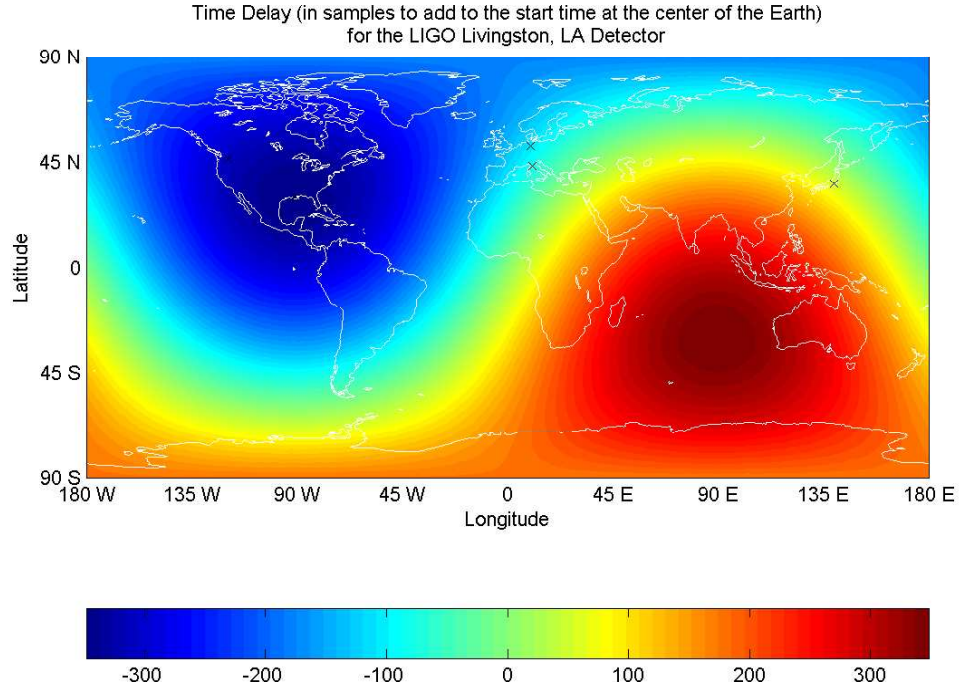 Time Delay (in samples to add to the start time at the center of the Earth)
for the LIGO Livingston, LA Detector
90 N
45 N
0
45 S
90 S
Latitude
180 W 135 W 90 W 45 W 0 45 E 90 E 135 E 180 E
Longitude
-300 -200 -100 0 100 200 300